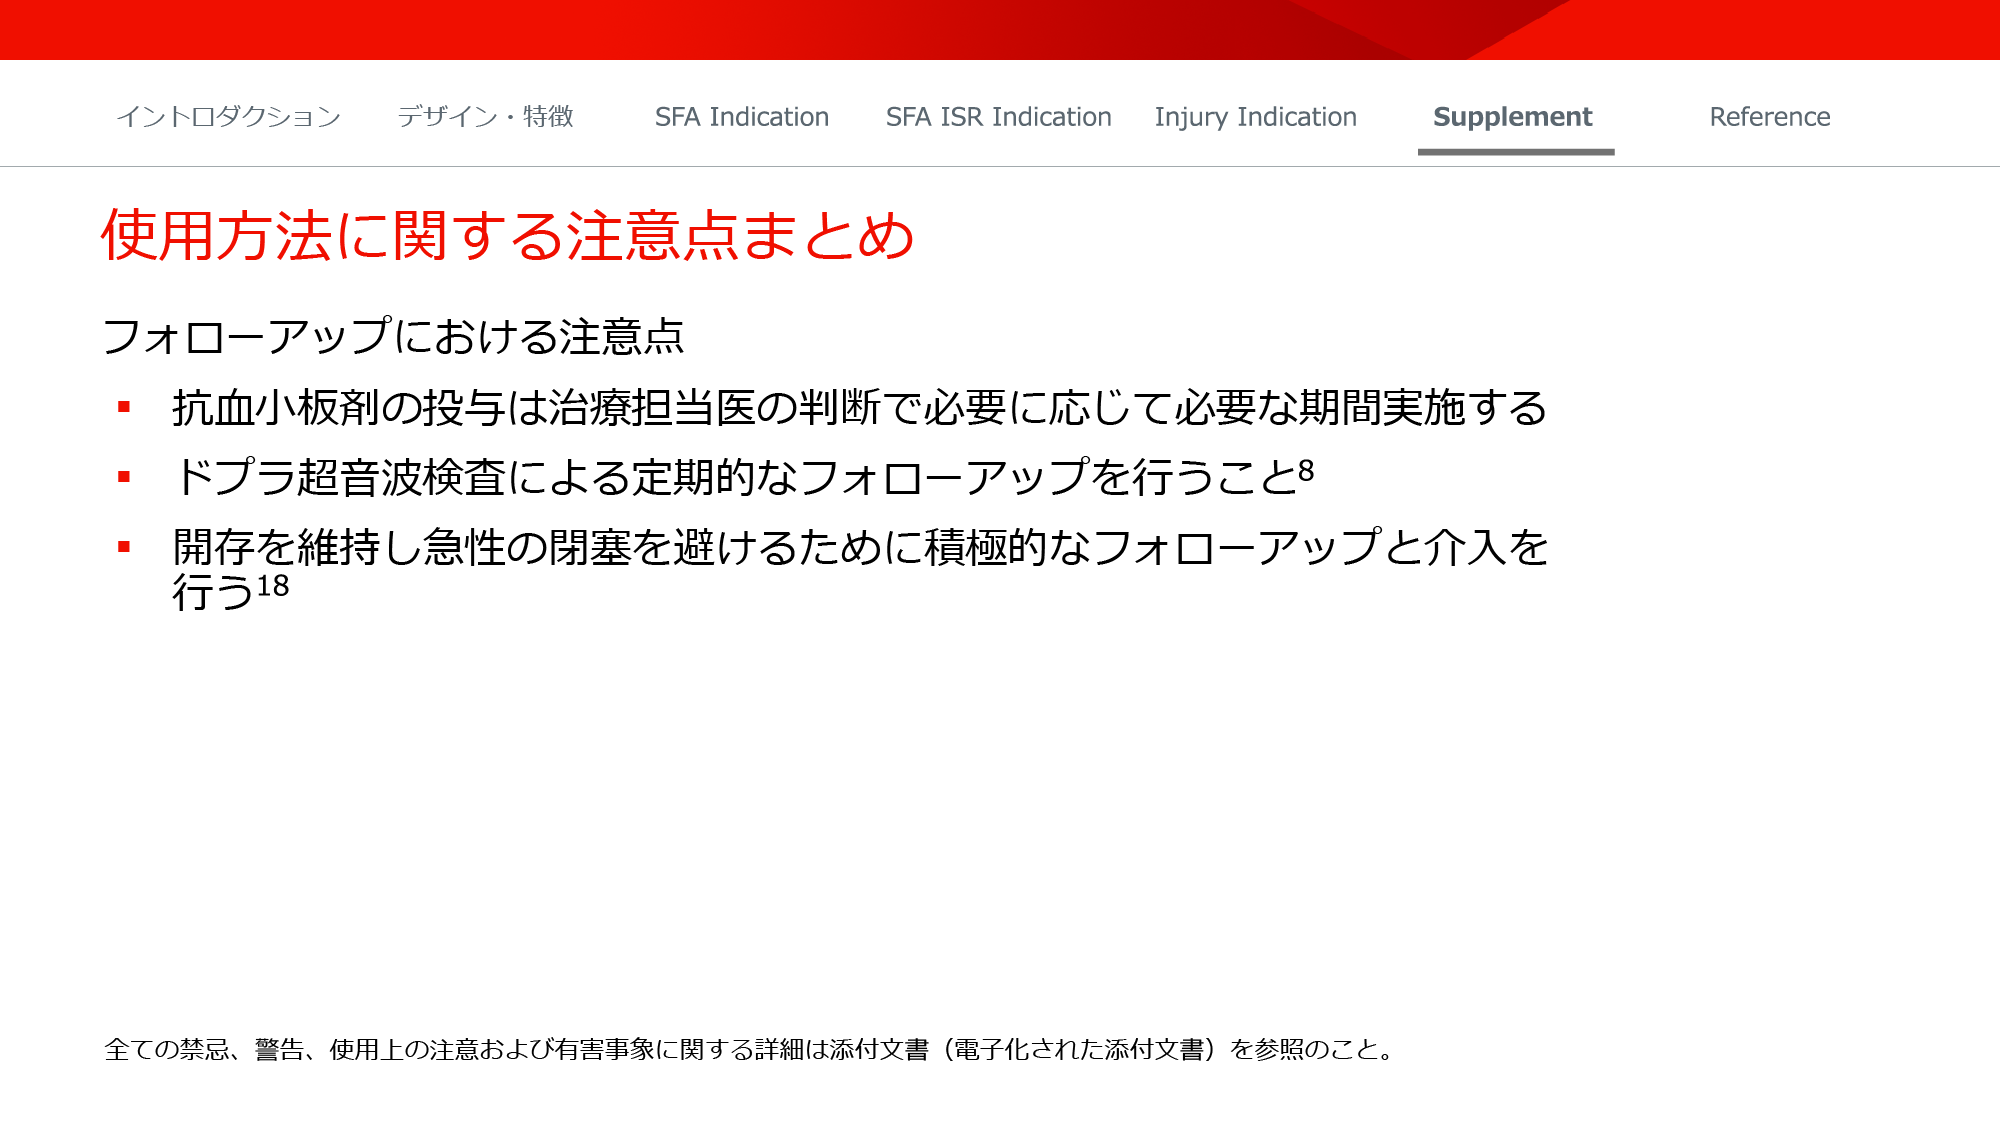 イントロダクション デザイン・特徴 SFA Indication SFA ISR Indication Injury Indication Supplement Reference
使用方法に関する注意点まとめ
フォローアップにおける注意点
▪ 抗血小板剤の投与は治療担当医の判断で必要に応じて必要な期間実施する
▪ ドプラ超音波検査による定期的なフォローアップを行うこと8
▪ 開存を維持し急性の閉塞を避けるために積極的なフォローアップと介入を
行う18
全ての禁忌、警告、使用上の注意および有害事象に関する詳細は添付文書（電子化された添付文書）を参照のこと。